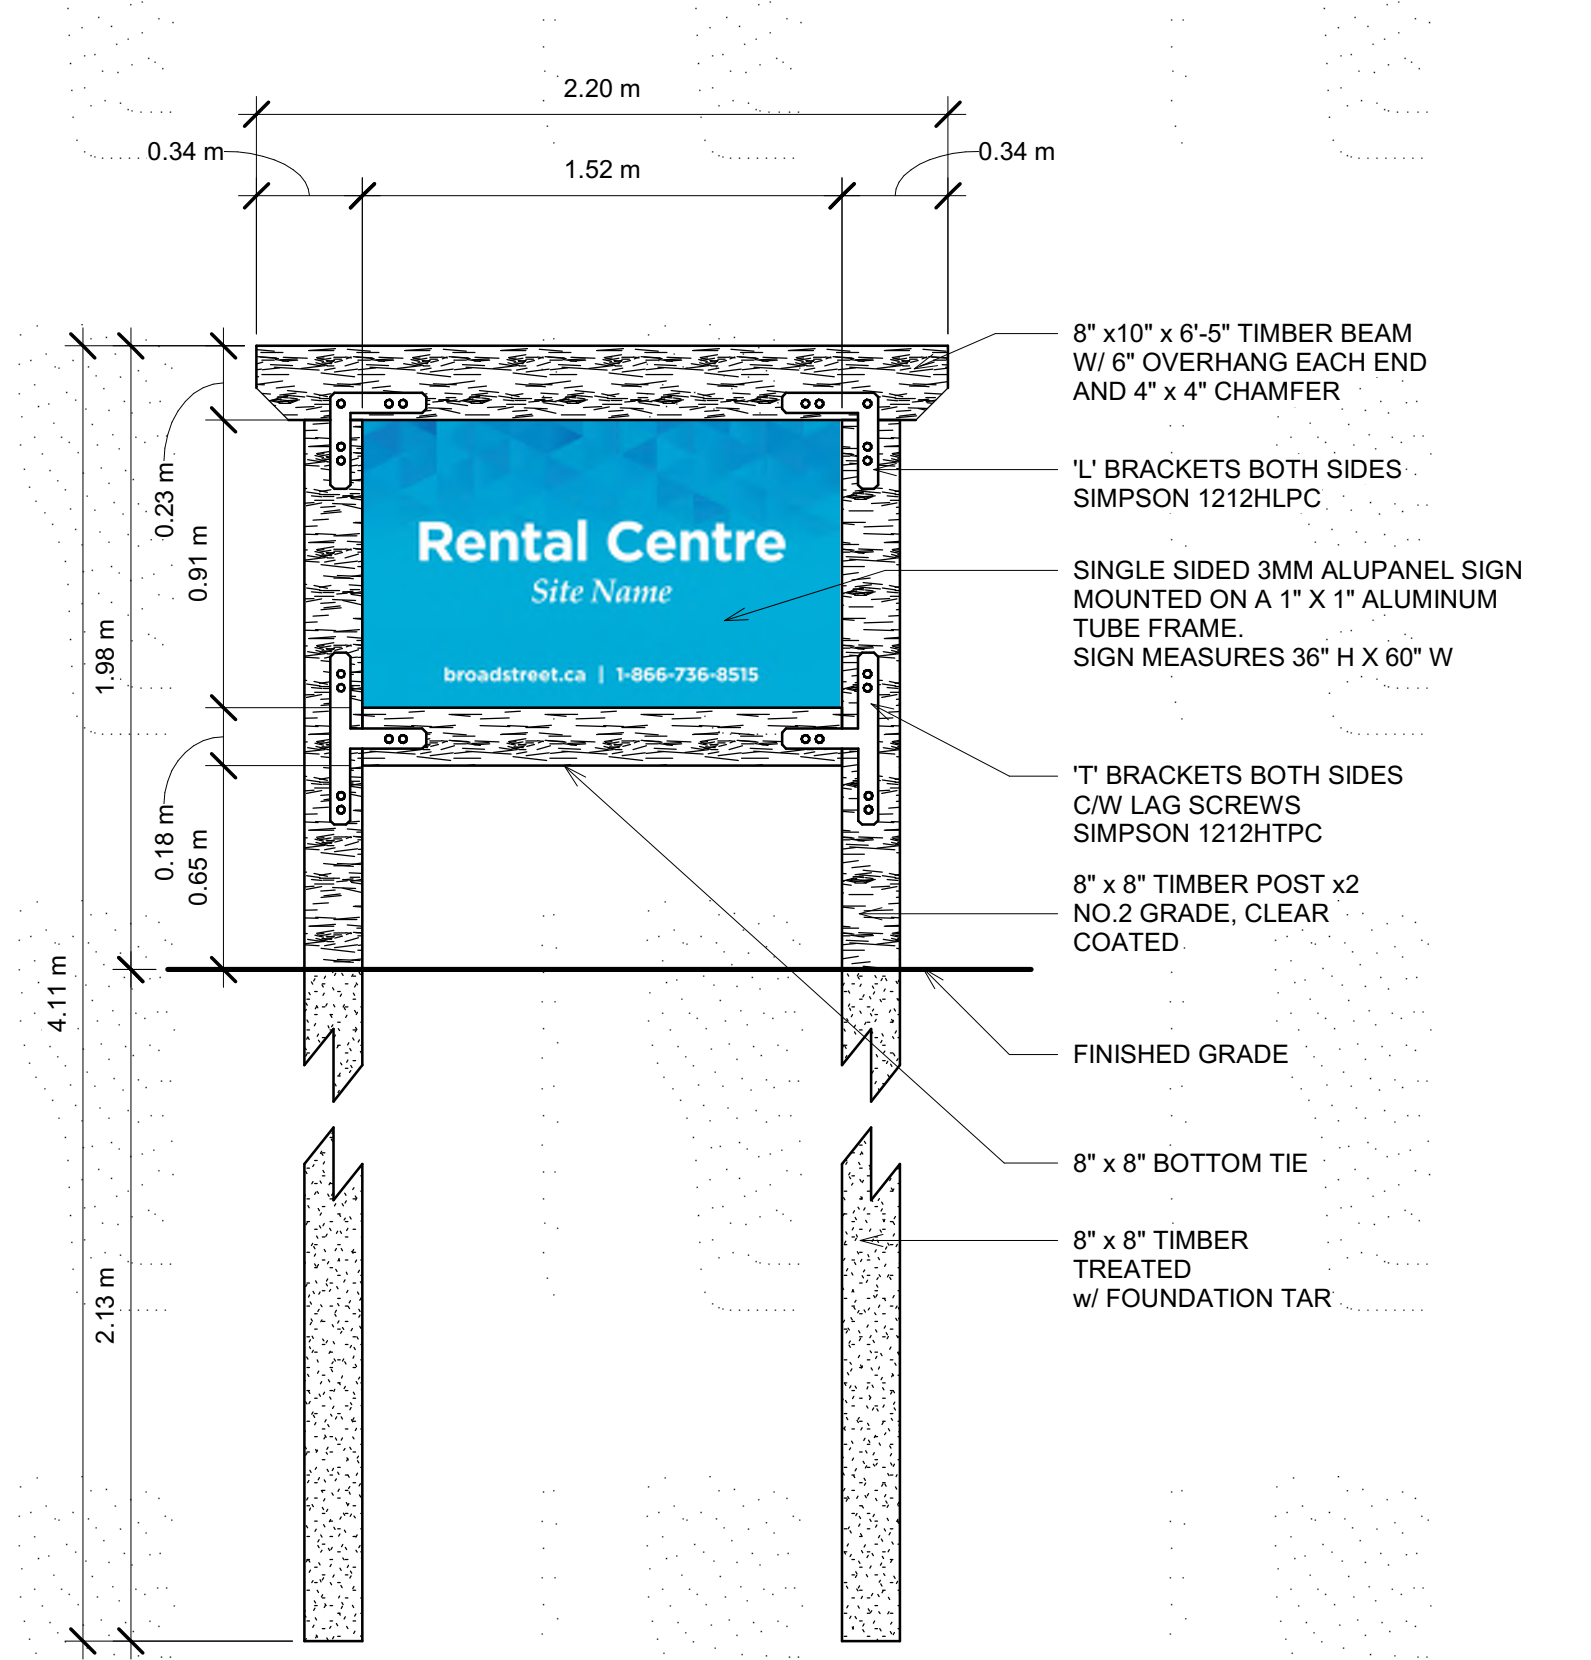 2.20 m
0.34 m
0.34 m
1.52 m
8" x10" x 6'-5" TIMBER BEAM
W/ 6" OVERHANG EACH END
AND 4" x 4" CHAMFER
'L' BRACKETS BOTH SIDES
SIMPSON 1212HLPC
0.23 m
0.91 m
Rental Centre
Site Name
broadstreet.ca | 1-866-736-8515
SINGLE SIDED 3MM ALUPANEL SIGN
MOUNTED ON A 1" X 1" ALUMINUM
TUBE FRAME.
SIGN MEASURES 36" H X 60" W
1.98 m
'T' BRACKETS BOTH SIDES
C/W LAG SCREWS
SIMPSON 1212HTPC
0.18 m
0.65 m
8" x 8" TIMBER POST x2
NO.2 GRADE, CLEAR
COATED
4.11 m
FINISHED GRADE
8" x 8" BOTTOM TIE
8" x 8" TIMBER
TREATED
w/ FOUNDATION TAR
2.13 m